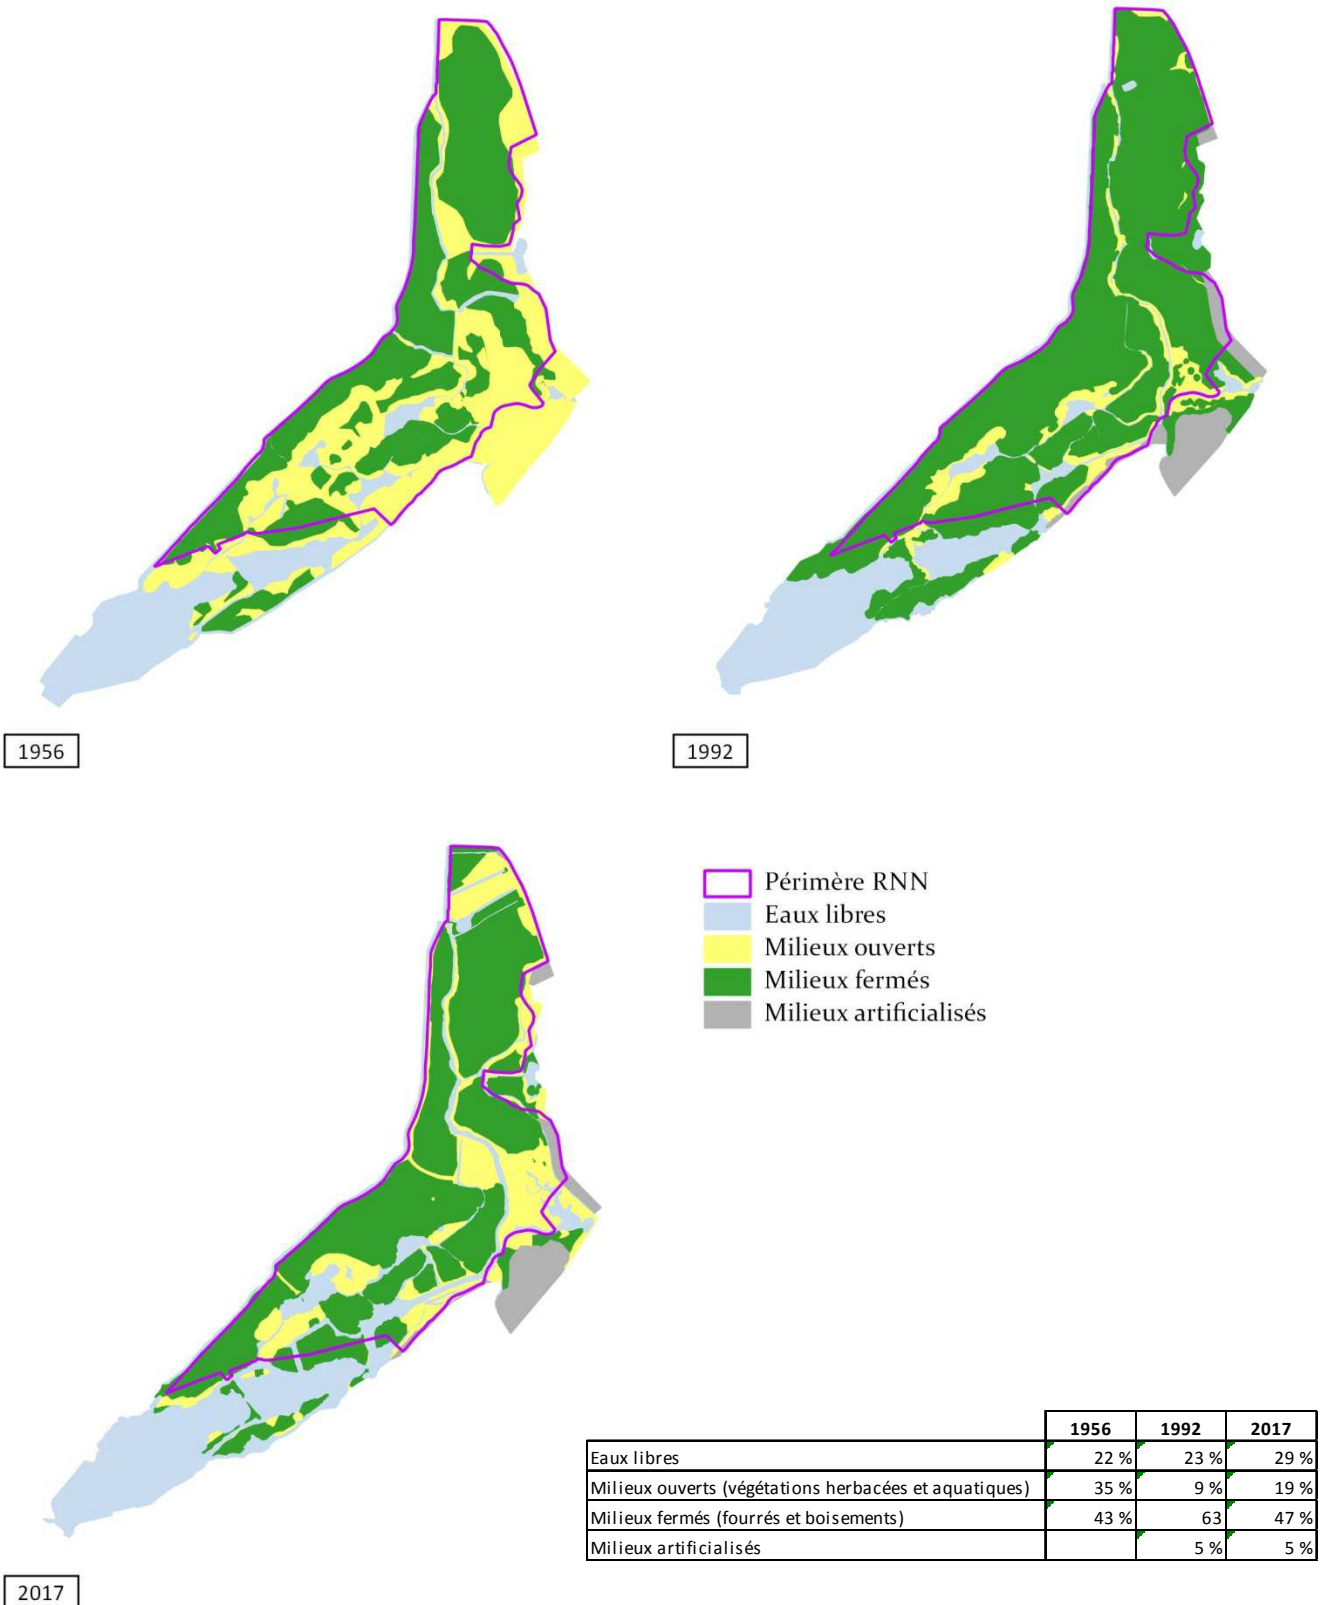 1956
1992
Périmère RNN
Eaux libres
Milieux ouverts
Milieux fermés
Milieux artificialisés
1956 1992 2017
Eaux libres 22 % 23 % 29 %
Milieux ouverts (végétations herbacées et aquatiques) 35 % 9 % 19 %
Milieux fermés (fourrés et boisements) 43 % 63 47 %
Milieux artificialisés 5 % 5 %
2017